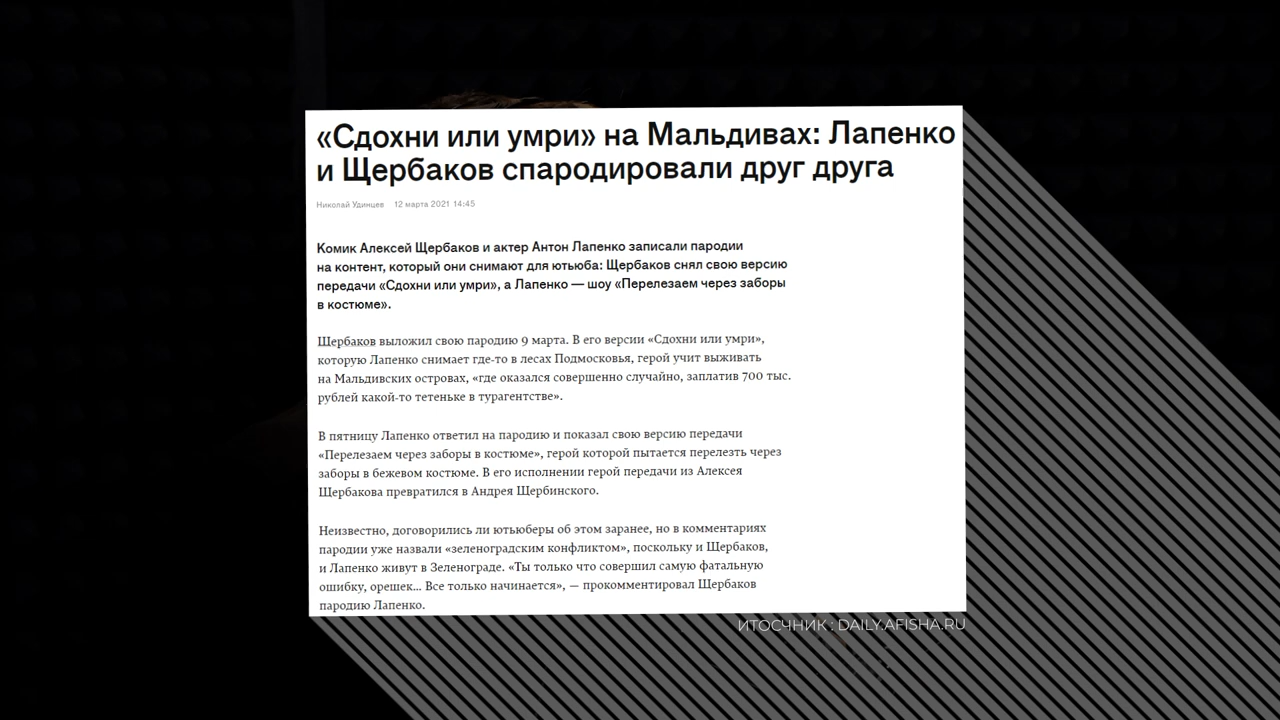 «Сдохни или умри» на Мальдивах: Лапенко
и Щербаков спародировали друг друга
Николай Удинцев 12 марта 2021 14:45
Комик Алексей Щербаков и актер Антон Лапенко записали пародии
на контент, который они снимают для ютьюба: Щербаков снял свою версию
передачи «Сдохни или умри», а Лапенко — шоу «Перелезаем через заборы
в костюме».
Щербаков выложил свою пародию 9 марта. В его версии «Сдохни или умри»,
которую Лапенко снимает где-то в лесах Подмосковья, герой учит выживать
на Мальдивских островах, «где оказался совершенно случайно, заплатив 700 тыс.
рублей какой-то тетеньке в турагентстве».
В пятницу Лапенко ответил на пародию и показал свою версию передачи
«Перелезаем через заборы в костюме», герой которой пытается перелезть через
заборы в бежевом костюме. В его исполнении герой передачи из Алексея
Щербакова превратился в Андрея Щербинского.
Неизвестно, договорились ли ютьюберы об этом заранее, но в комментариях
пародии уже назвали «зеленоградским конфликтом», поскольку и Щербаков,
и Лапенко живут в Зеленограде. «Ты только что совершил самую фатальную
ошибку, орешек... Все только начинается», — прокомментировал Щербаков
пародию Лапенко.
ИТОСЧНИК : DAILY.AFISHA.RU